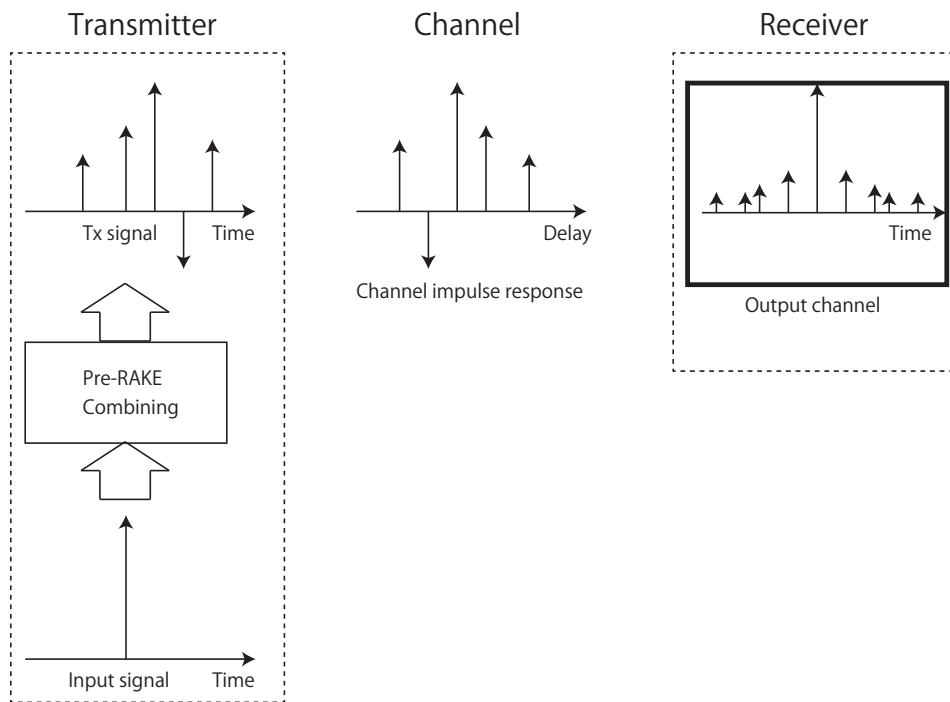 Transmitter
Channel
Receiver
Tx signal
Time
Delay
Time
Channel impulse response
Output channel
Pre-RAKE
Combining
Input signal
Time